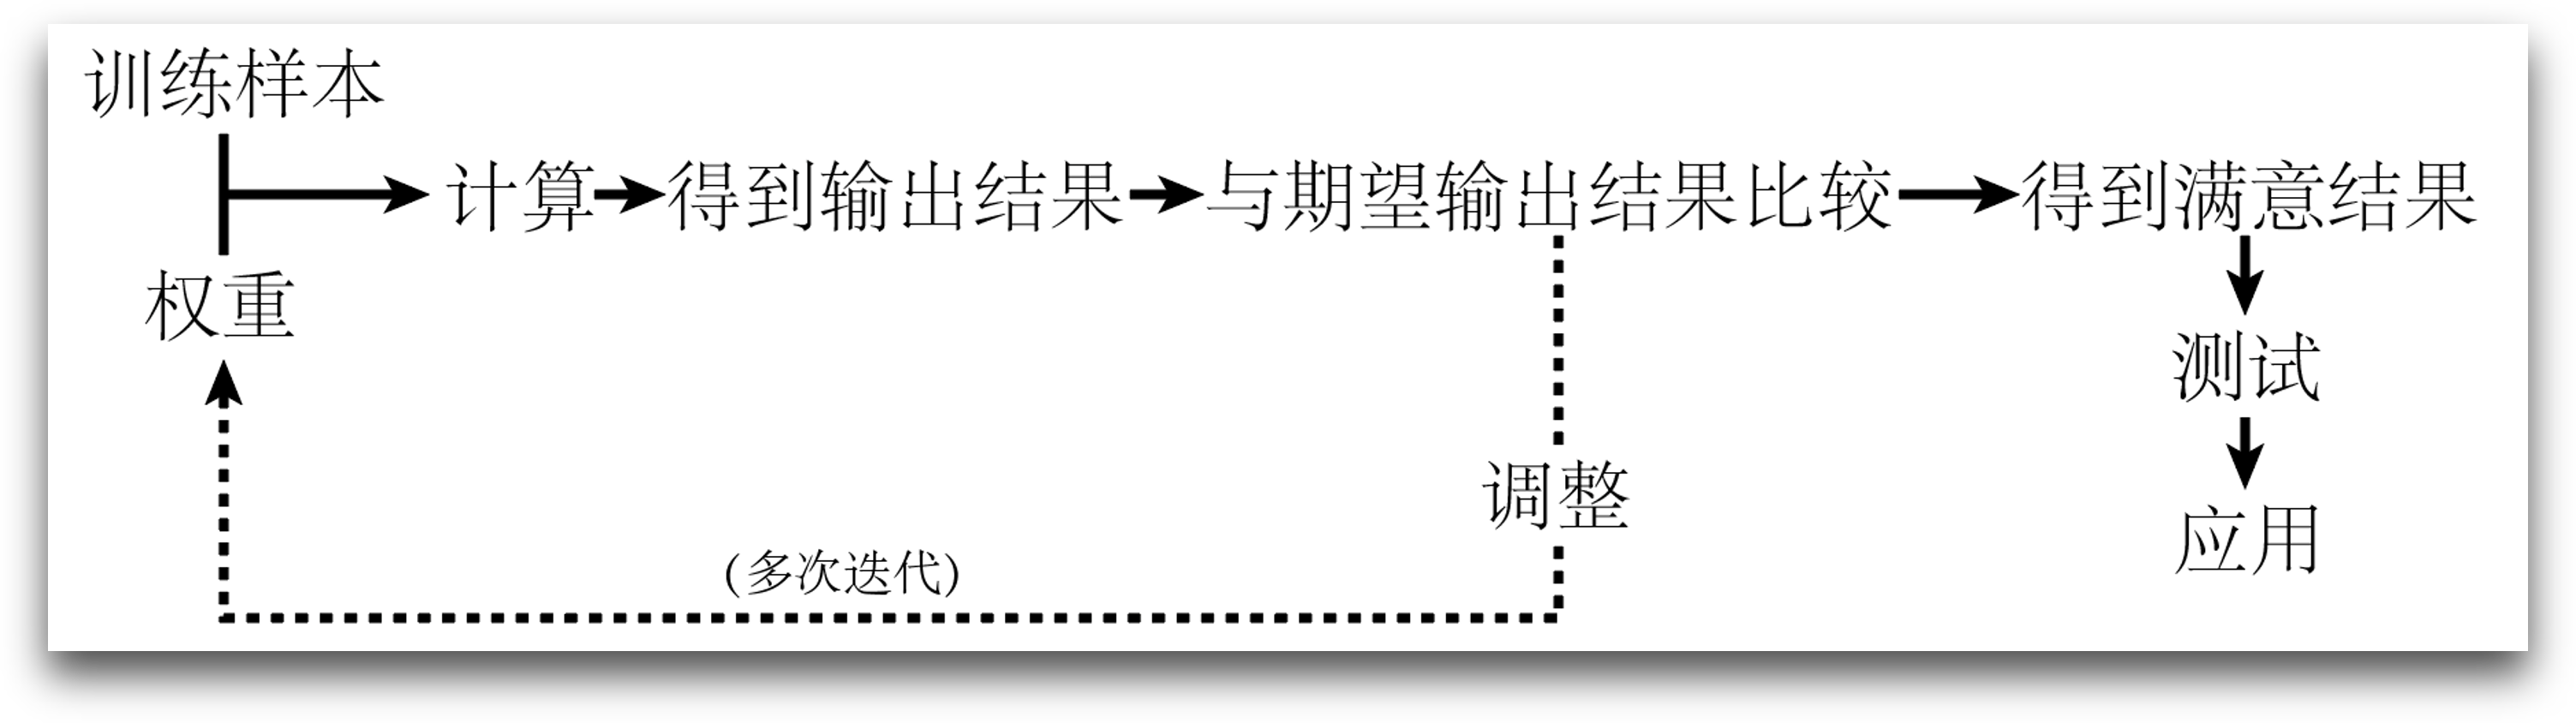 训练样本
计算 得到输出结果 与期望输出结果比较 得到满意结果
权重
测试
调整
应用
(多次迭代)